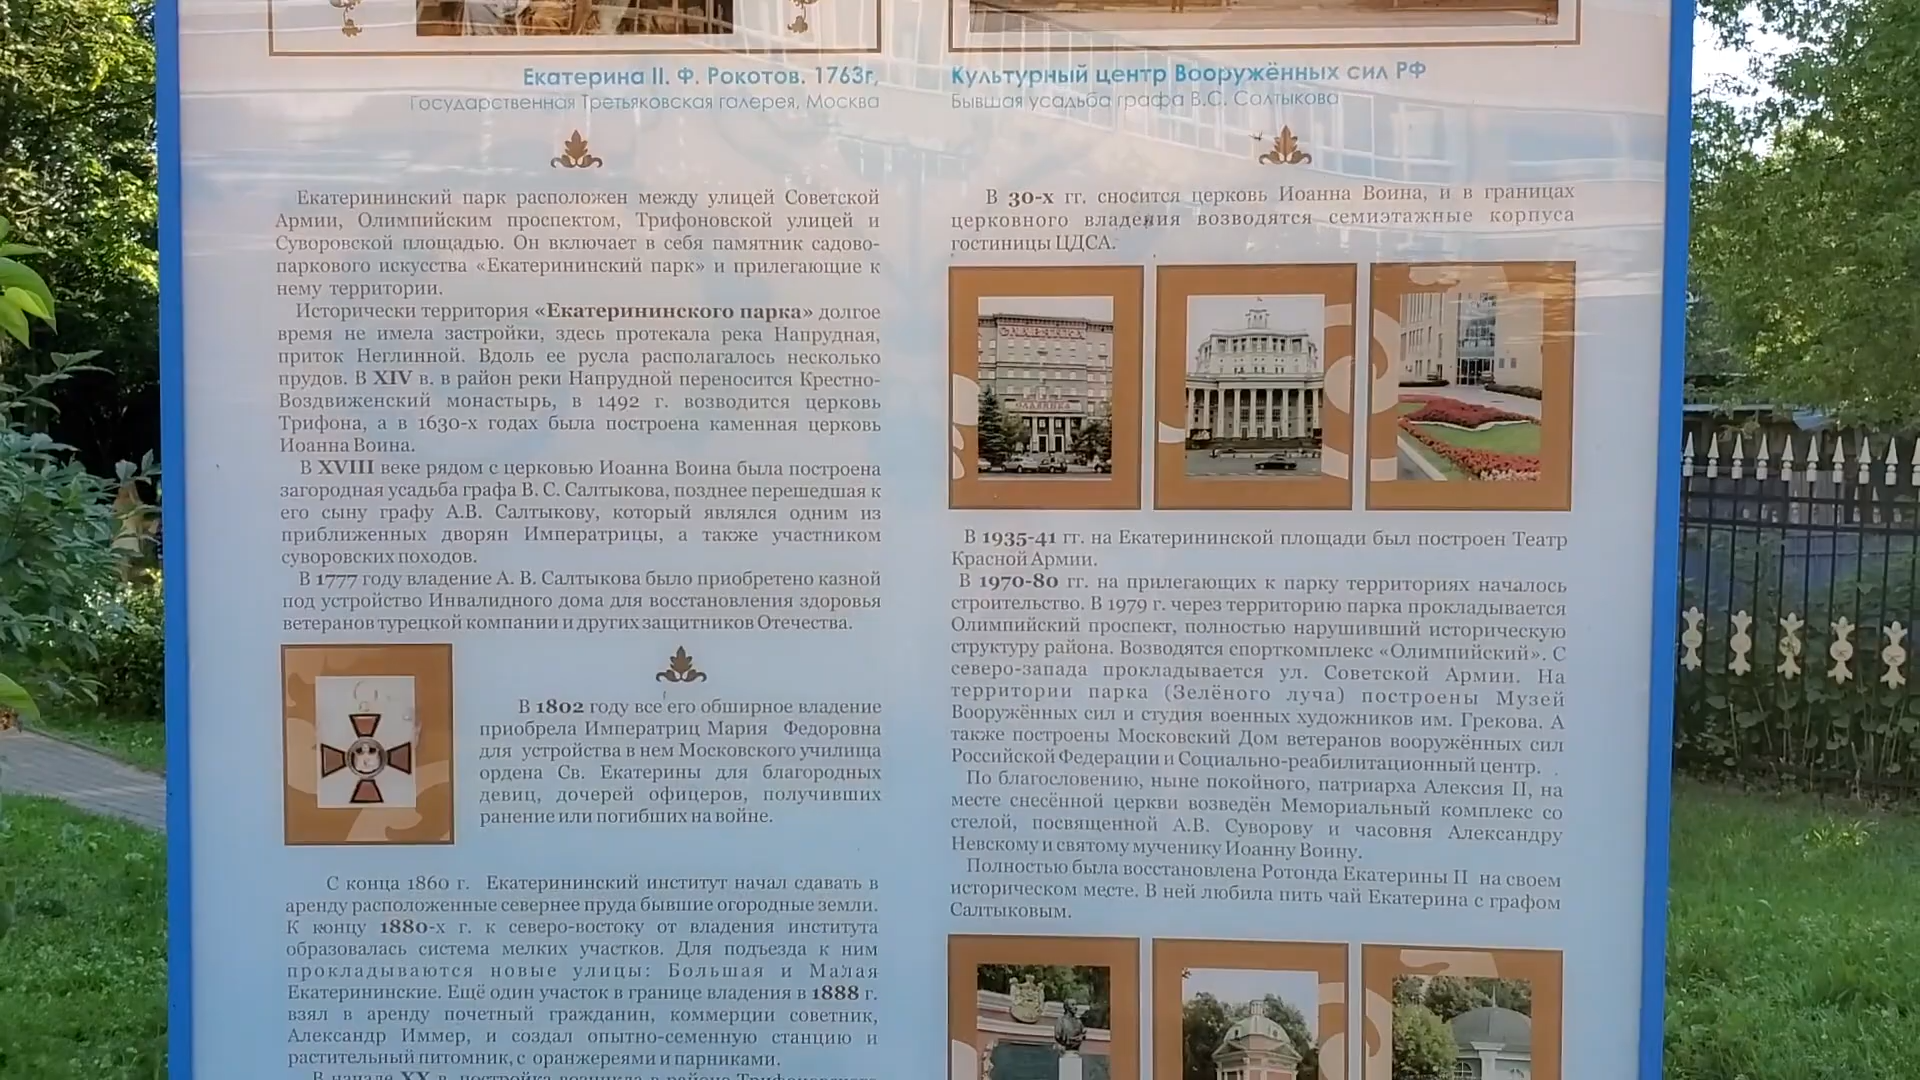 Екатерина II. Ф. Рокотов. 1763г,
Государственная Третьяковская галерея, Москва
Екатерининский парк расположен между улицей Советской
Армии, Олимпийским проспектом, Трифоновской улицей и
Суворовской площадью. Он включает в себя памятник садово-
паркового искусства «Екатерининский парк» и прилегающие к
нему территории.
Исторически территория «Екатерининского парка» долгое
время не имела застройки, здесь протекала река Напрудная,
приток Неглинной. Вдоль ее русла располагалось несколько
прудов. В XIV в. в район реки Напрудной переносится Крестно-
Воздвиженский монастырь, в 1492 г. возводится церковь
Трифона, а в 1630-х годах была построена каменная церковь
Иоанна Воина.
В XVIII веке рядом с церковью Иоанна Воина была построена
загородная усадьба графа В. С. Салтыкова, позднее перешедшая к
его сыну графу А.В. Салтыкову, который являлся одним из
приближенных дворян Императрицы, а также участником
суворовских походов.
В 1777 году владение А. В. Салтыкова было приобретено казной
под устройство Инвалидного дома для восстановления здоровья
ветеранов турецкой компании и других защитников Отечества.
В 1802 году все его обширное владение
приобрела Императриц Мария Федоровна
для устройства в нем Московского училища
ордена Св. Екатерины для благородных
девиц, дочерей офицеров, получивших
ранение или погибших на войне.
С конца 1860 г. Екатерининский институт начал сдавать в
аренду расположенные севернее пруда бывшие огородные земли.
К концу 1880-х г. к северо-востоку от владения института
образовалась система мелких участков. Для подъезда к ним
прокладываются новые улицы: Большая и Малая
Екатерининские. Ещё один участок в границе владения в 1888 г.
взял в аренду почетный гражданин, коммерции советник,
Александр Иммер, и создал опытно-семенную станцию и
растительный питомник, с оранжереями и парниками.
В начале XX в. постройка возникла в районе Трифоновского
Культурный центр Вооружённых сил РФ
Бывшая усадьба графа В.С. Салтыкова
В 30-х гг. сносится церковь Иоанна Воина, и в границах
церковного владения возводятся семиэтажные корпуса
гостиницы ЦДСА.
СЛАВЯНКА
В 1935-41 гг. на Екатерининской площади был построен Театр
Красной Армии.
В 1970-80 гг. на прилегающих к парку территориях началось
строительство. В 1979 г. через территорию парка прокладывается
Олимпийский проспект, полностью нарушивший историческую
структуру района. Возводятся спорткомплекс «Олимпийский». С
северо-запада прокладывается ул. Советской Армии. На
территории парка (Зелёного луча) построены Музей
Вооружённых сил и студия военных художников им. Грекова. А
также построены Московский Дом ветеранов вооружённых сил
Российской Федерации и Социально-реабилитационный центр.
По благословению, ныне покойного, патриарха Алексия II, на
месте снесённой церкви возведён Мемориальный комплекс со
стелой, посвященной А.В. Суворову и часовня Александру
Невскому и святому мученику Иоанну Воину.
Полностью была восстановлена Ротонда Екатерины II на своем
историческом месте. В ней любила пить чай Екатерина с графом
Салтыковым.